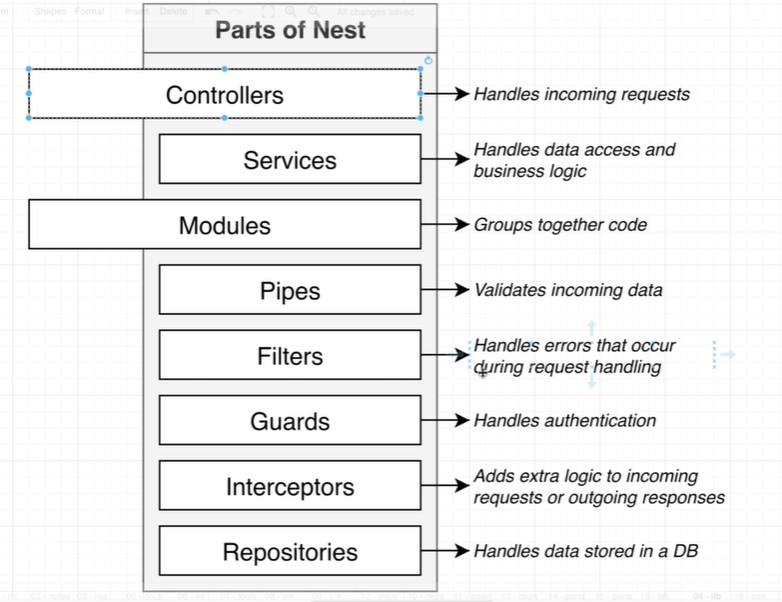 Shapes Format Insert Delete All changes saved
Parts of Nest
Controllers
Handles incoming requests
Services
Handles data access and
business logic
Modules
Groups together code
Pipes
Validates incoming data
Filters
Handles errors that occur
during request handling
Guards
Handles authentication
Interceptors
Adds extra logic to incoming
requests or outgoing responses
Repositories
Handles data stored in a DB
04 - lib